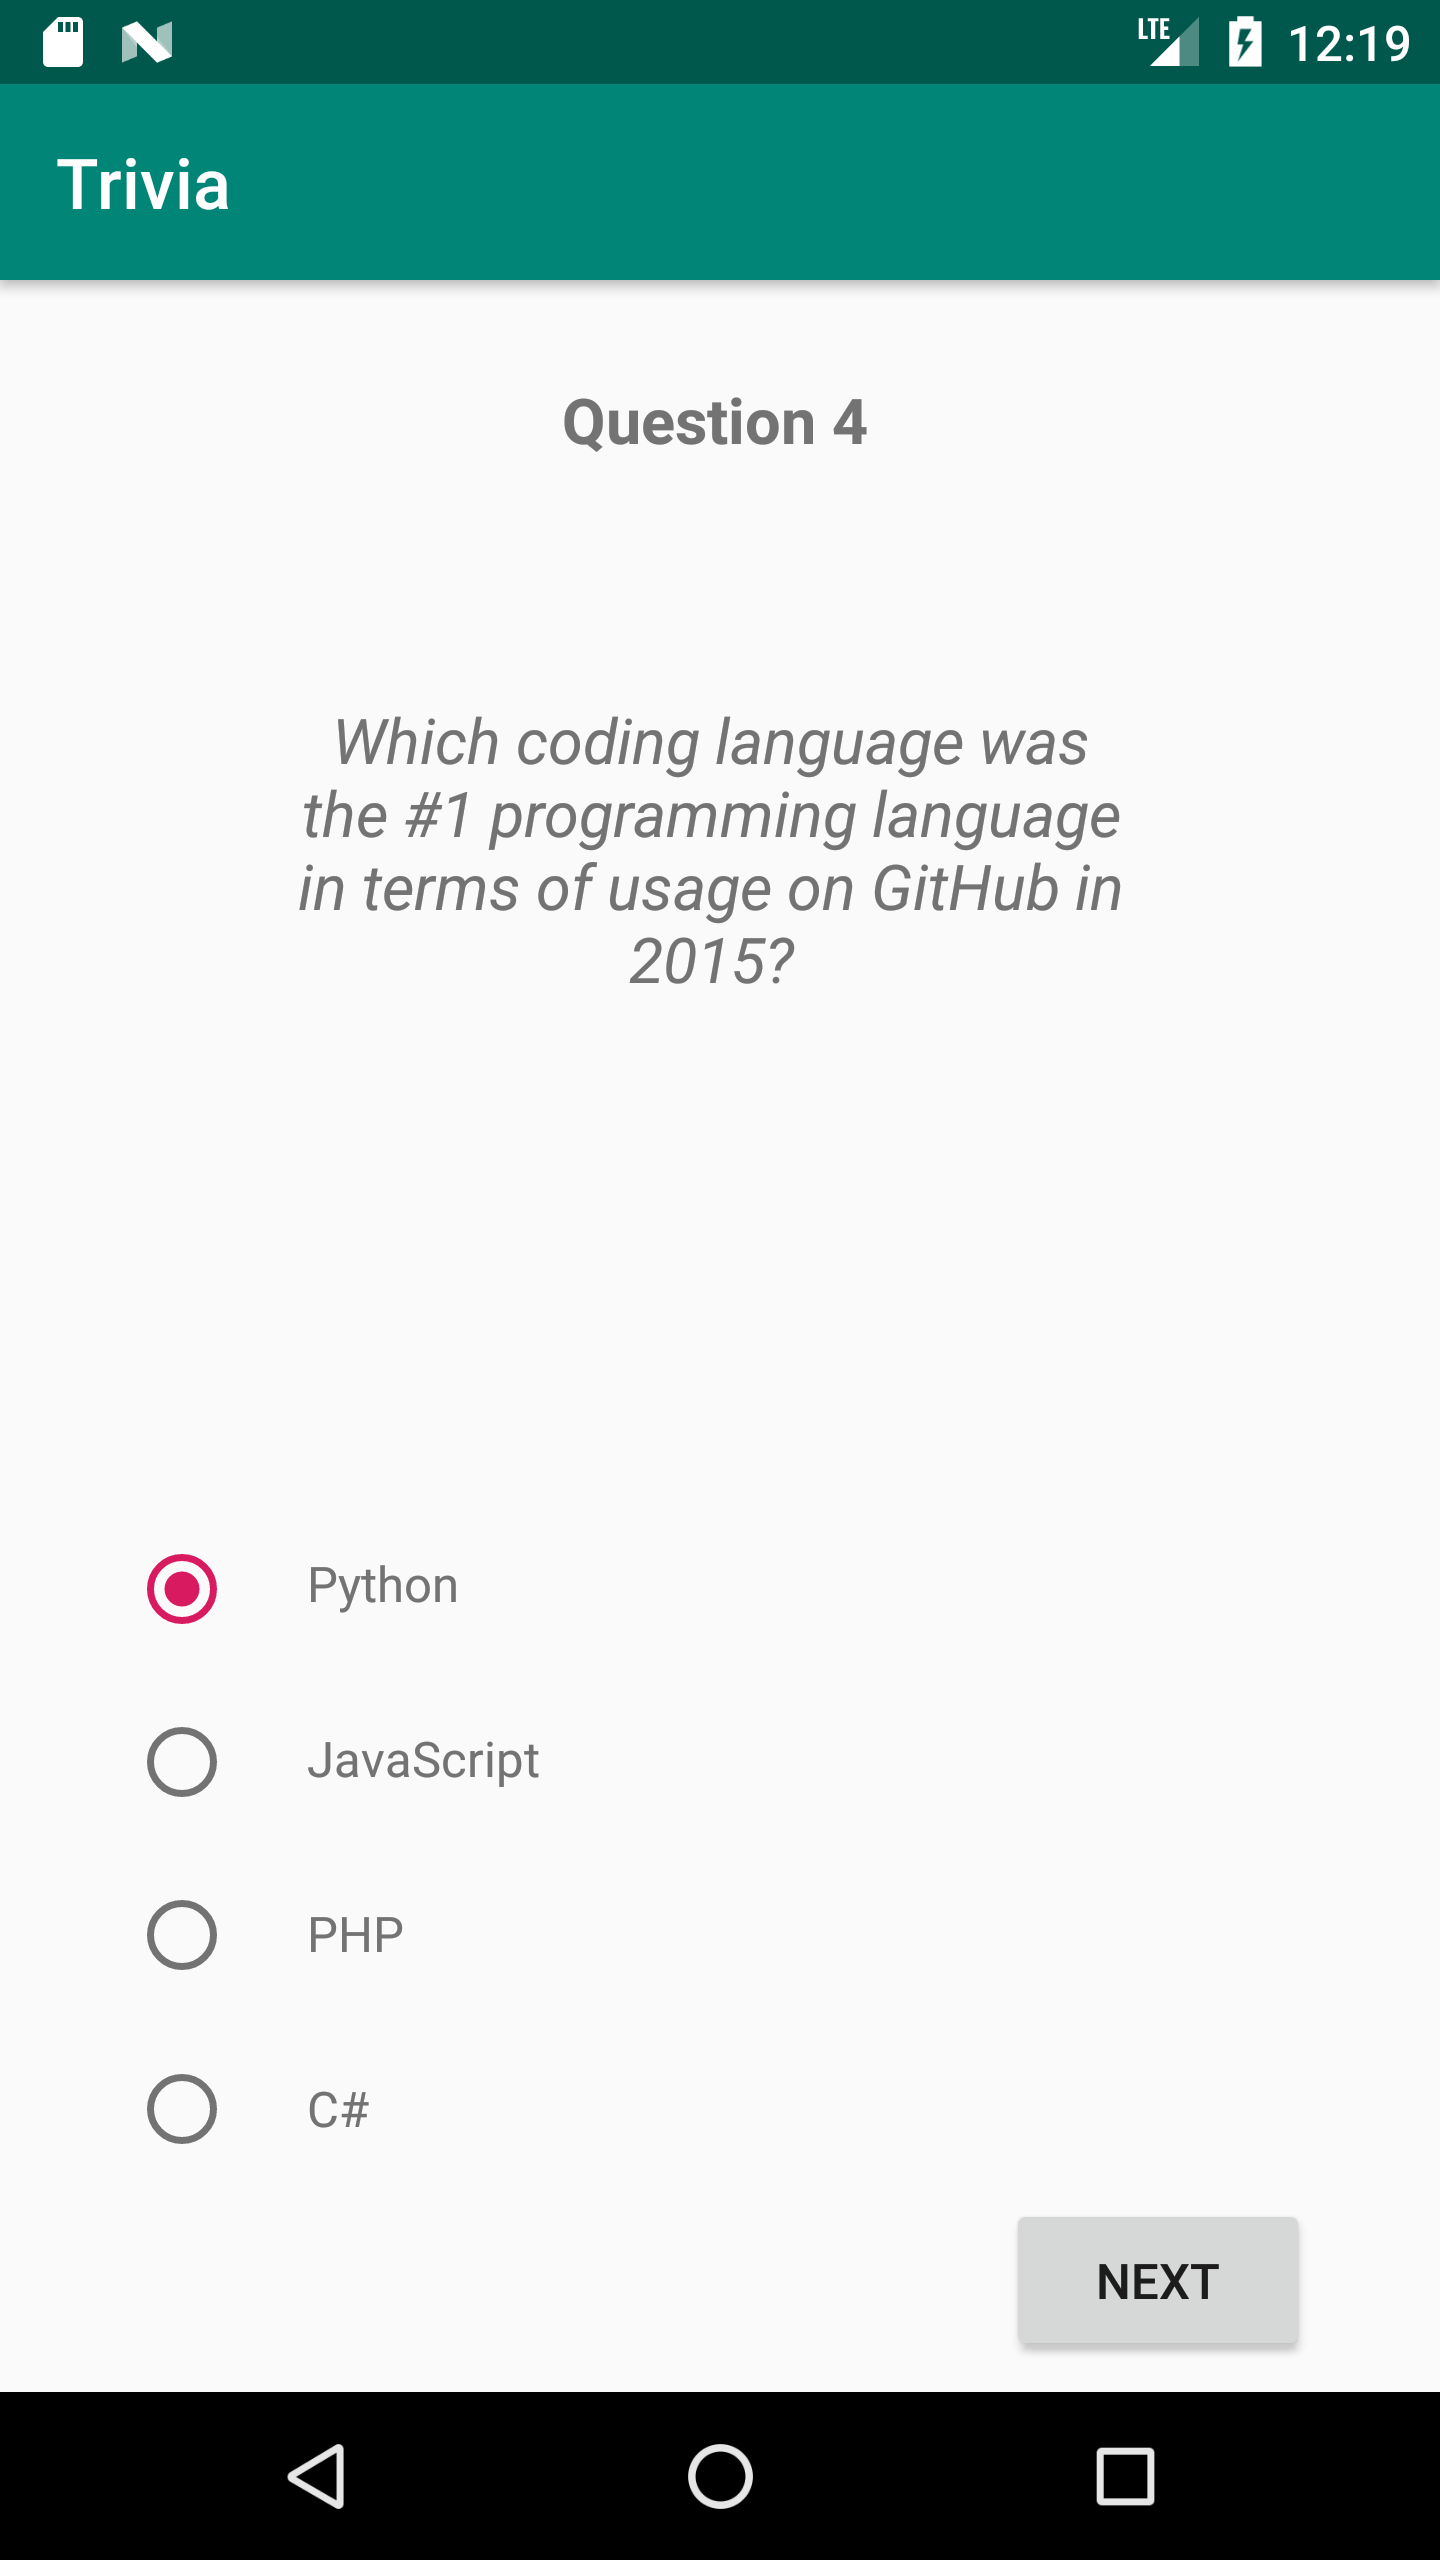 LTE 12:19
Trivia
Question 4
Which coding language was
the #1 programming language
in terms of usage on GitHub in
2015?
Python
JavaScript
PHP
C#
NEXT